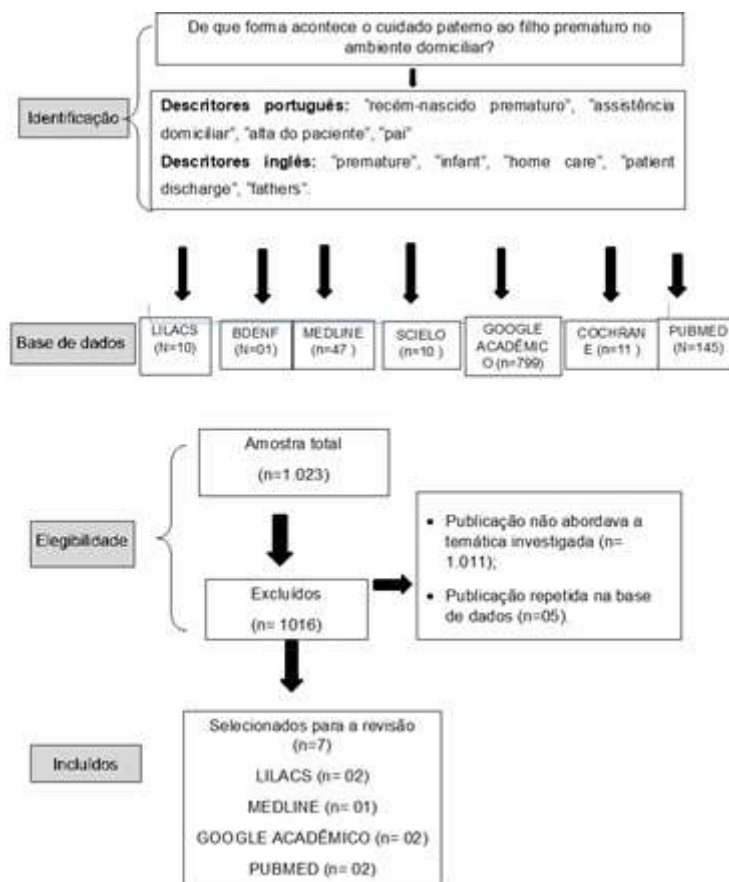 De que forma acontece o cuidado paterno ao filho prematuro no
ambiente domiciliar?
Identificação
Descritores português: "recém-nascido prematuro", "assistência
domiciliar", "alta do paciente", "pai"
Descritores inglês: "premature", "infant", "home care", "patient
discharge", "fathers".
Base de dados
LILACS
(N=10)
BDENF
(N=01)
MEDLINE
(n=47 )
SCIELO
(n=10 )
GOOGLE
ACADÊMIC
O (n=799)
COCHRAN
E (n=11 )
PUBMED
(N=145)
Elegibilidade
Amostra total
(n=1.023)
Excluídos
(n= 1016)
• Publicação não abordava a
temática investigada (n=
1.011);
• Publicação repetida na base
de dados (n=05).
Incluídos
Selecionados para a revisão
(n=7)
LILACS (n= 02)
MEDLINE (n= 01)
GOOGLE ACADÊMICO (n= 02)
PUBMED (n= 02)